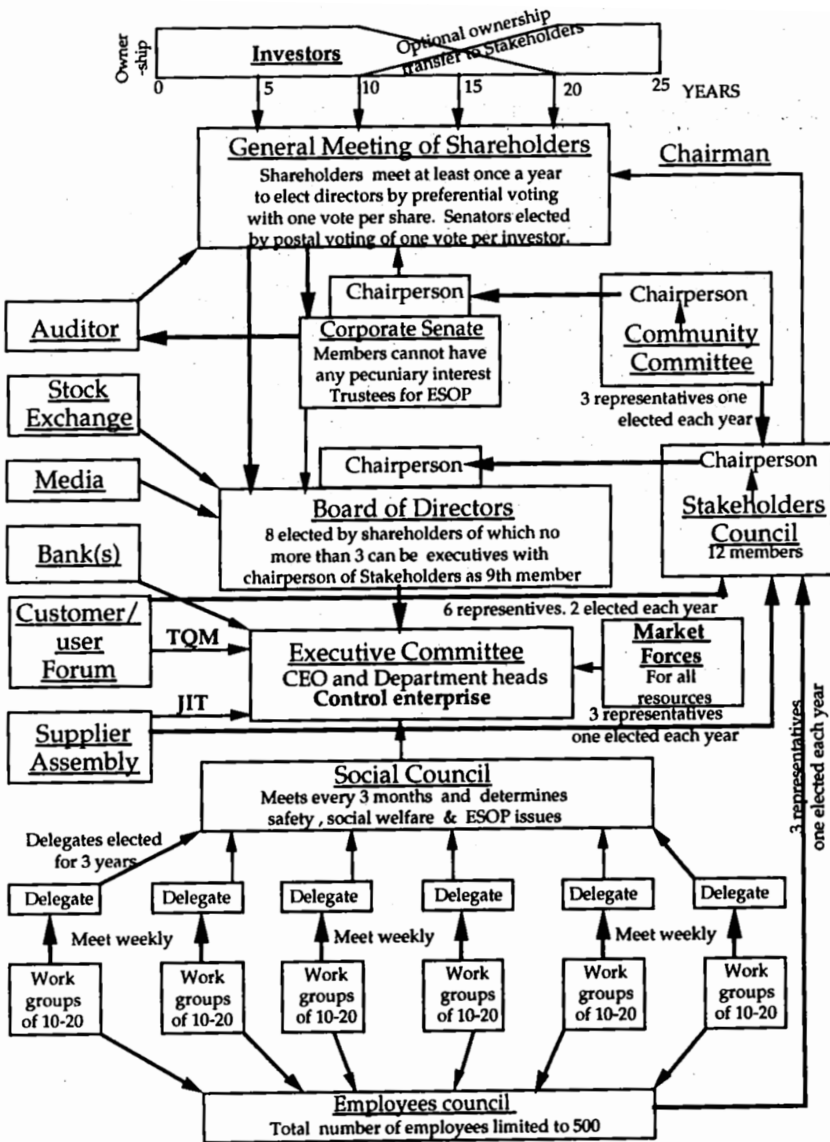 Owner
-ship
Investors
Optional ownership
transfer to Stakeholders
0
5
10
15
20
25
YEARS
General Meeting of Shareholders
Shareholders meet at least once a year
to elect directors by preferential voting
with one vote per share. Senators elected
by postal voting of one vote per investor.
Chairman
Auditor
Chairperson
Corporate Senate
Members cannot have
any pecuniary interest
Trustees for ESOP
Chairperson
Community
Committee
3 representatives one
elected each year
Stock
Exchange
Media
Chairperson
Board of Directors
8 elected by shareholders of which no
more than 3 can be executives with
chairperson of Stakeholders as 9th member
Chairperson
Stakeholders
Council
12 members
Bank(s)
Customer/
user
Forum
6 representives. 2 elected each year
TQM
Executive Committee
CEO and Department heads
Control enterprise
Market
Forces
For all
resources
JIT
Supplier
Assembly
3 representatives
one elected each year
3 representatives
one elected each year
Social Council
Meets every 3 months and determines
safety , social welfare & ESOP issues
Delegates elected
for 3 years
Delegate
Delegate
Delegate
Delegate
Delegate
Delegate
Meet weekly
Meet weekly
Meet weekly
Work
groups
of 10-20
Work
groups
of 10-20
Work
groups
of 10-20
Work
groups
of 10-20
Work
groups
of 10-20
Work
groups
of 10-20
Employees council
Total number of employees limited to 500